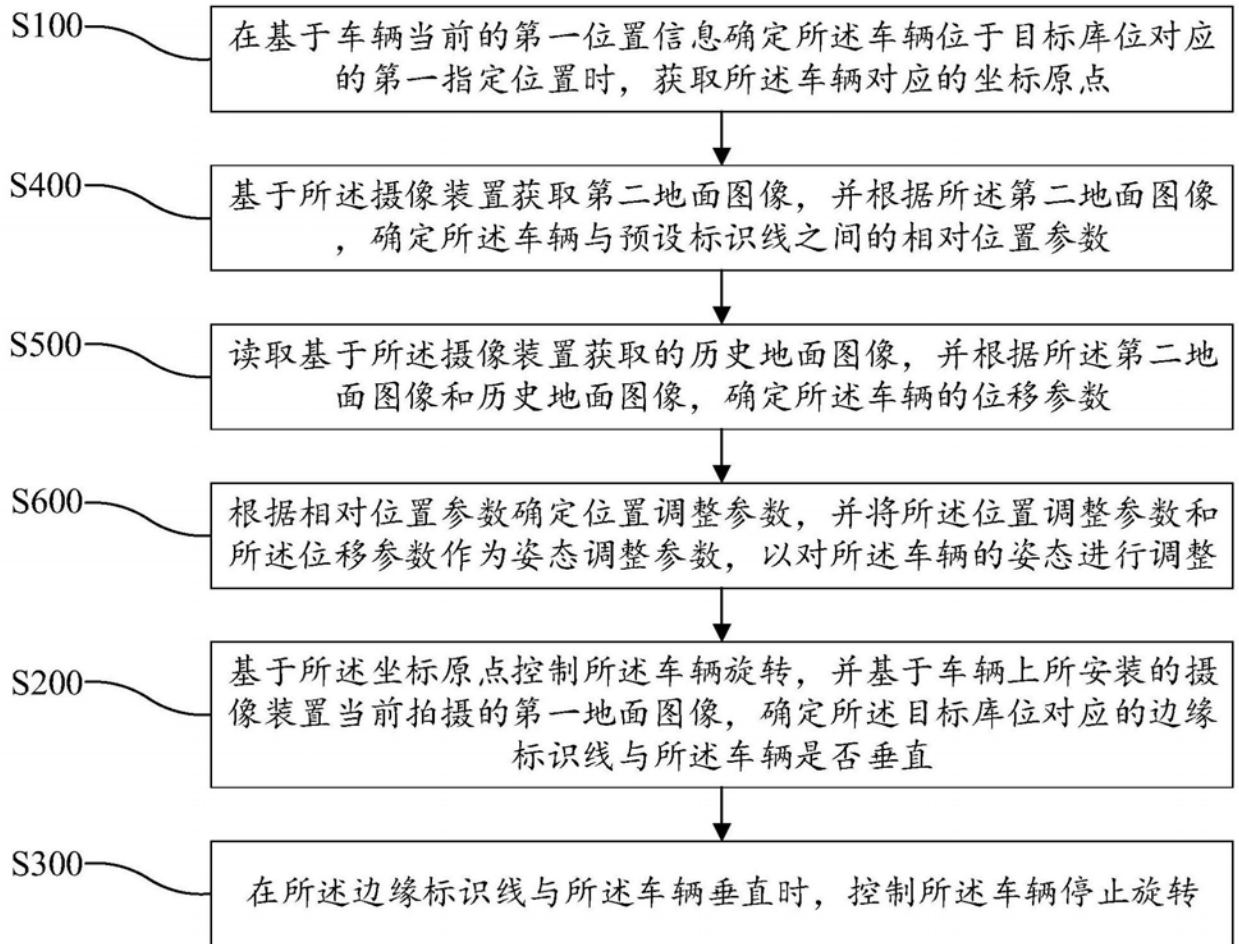 S100
在基于车辆当前的第一位置信息确定所述车辆位于目标库位对应
的第一指定位置时，获取所述车辆对应的坐标原点
S400
基于所述摄像装置获取第二地面图像，并根据所述第二地面图像
，确定所述车辆与预设标识线之间的相对位置参数
S500
读取基于所述摄像装置获取的历史地面图像，并根据所述第二地
面图像和历史地面图像，确定所述车辆的位移参数
S600
根据相对位置参数确定位置调整参数，并将所述位置调整参数和
所述位移参数作为姿态调整参数，以对所述车辆的姿态进行调整
S200
基于所述坐标原点控制所述车辆旋转，并基于车辆上所安装的摄
像装置当前拍摄的第一地面图像，确定所述目标库位对应的边缘
标识线与所述车辆是否垂直
S300
在所述边缘标识线与所述车辆垂直时，控制所述车辆停止旋转